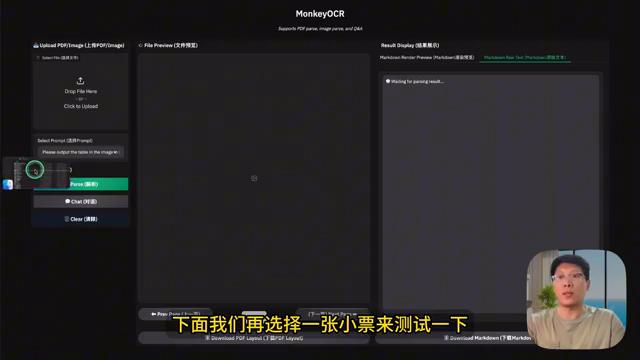 MonkeyOCR
Supports PDF parse, image parse, and Q&A
Upload PDF/Image (上传PDF/Image)
Select File (选择文件)
Drop File Here
- or -
Click to Upload
Select Prompt (选择Prompt)
Please output the table in the image
Parse (解析)
Chat (对话)
Clear (清除)
File Preview (文件预览)
Result Display (结果展示)
Markdown Render Preview (Markdown渲染预览)
Markdown Raw Text (Markdown原始文本)
Waiting for parsing result...
Prev Page (上一页)
(下一页) Next Page
下面我们再选择一张小票来测试一下
Download PDF Layout (下载PDF Layout)
Download Markdown (下载Markdown)